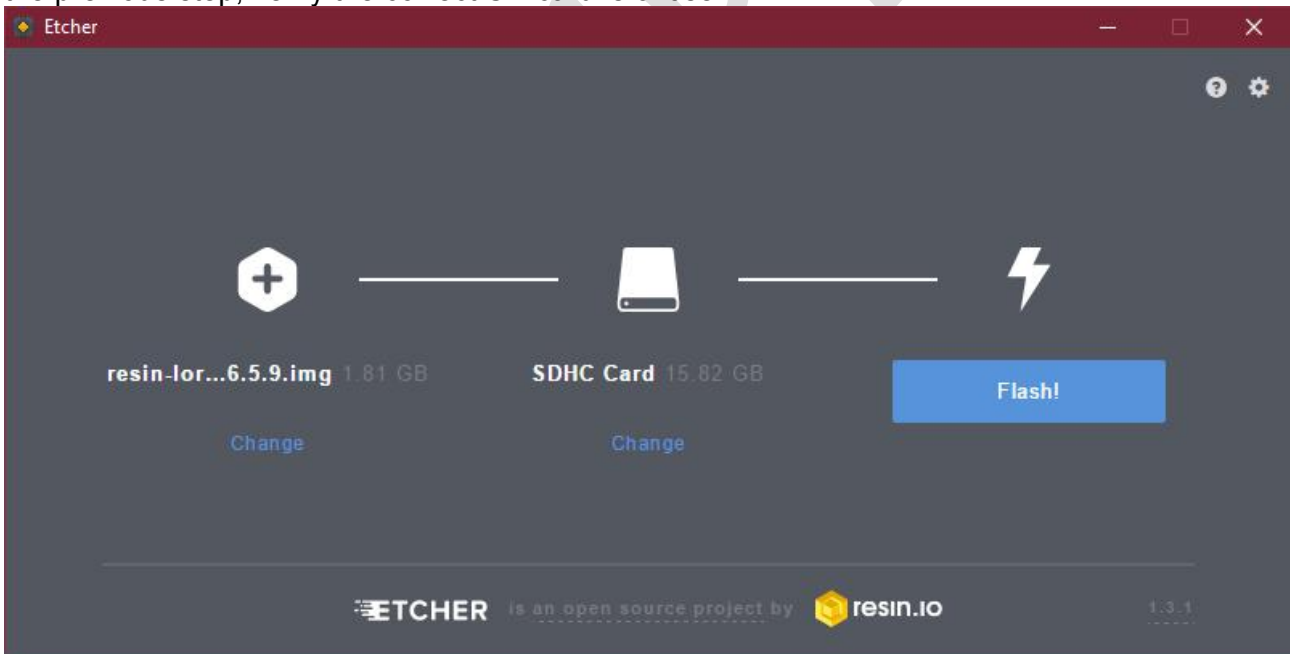 Etcher
resin-lor...6.5.9.img 1.81 GB
SDHC Card 15.82 GB
Flash!
Change
Change
ETCHER is an open source project by resin.io
1.3.1